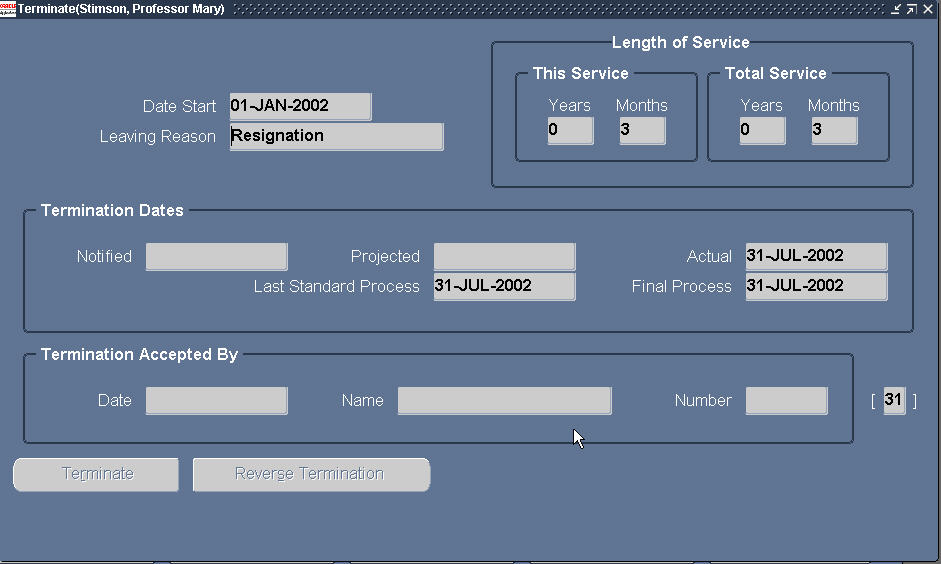 ORACLE Terminate(Stimson, Professor Mary)
Length of Service
This Service Total Service
Date Start 01-JAN-2002 Years Months Years Months
Leaving Reason Resignation 0 3 0 3
Termination Dates
Notified Projected Actual 31-JUL-2002
Last Standard Process 31-JUL-2002 Final Process 31-JUL-2002
Termination Accepted By
Date Name Number [ 31 ]
Terminate Reverse Termination